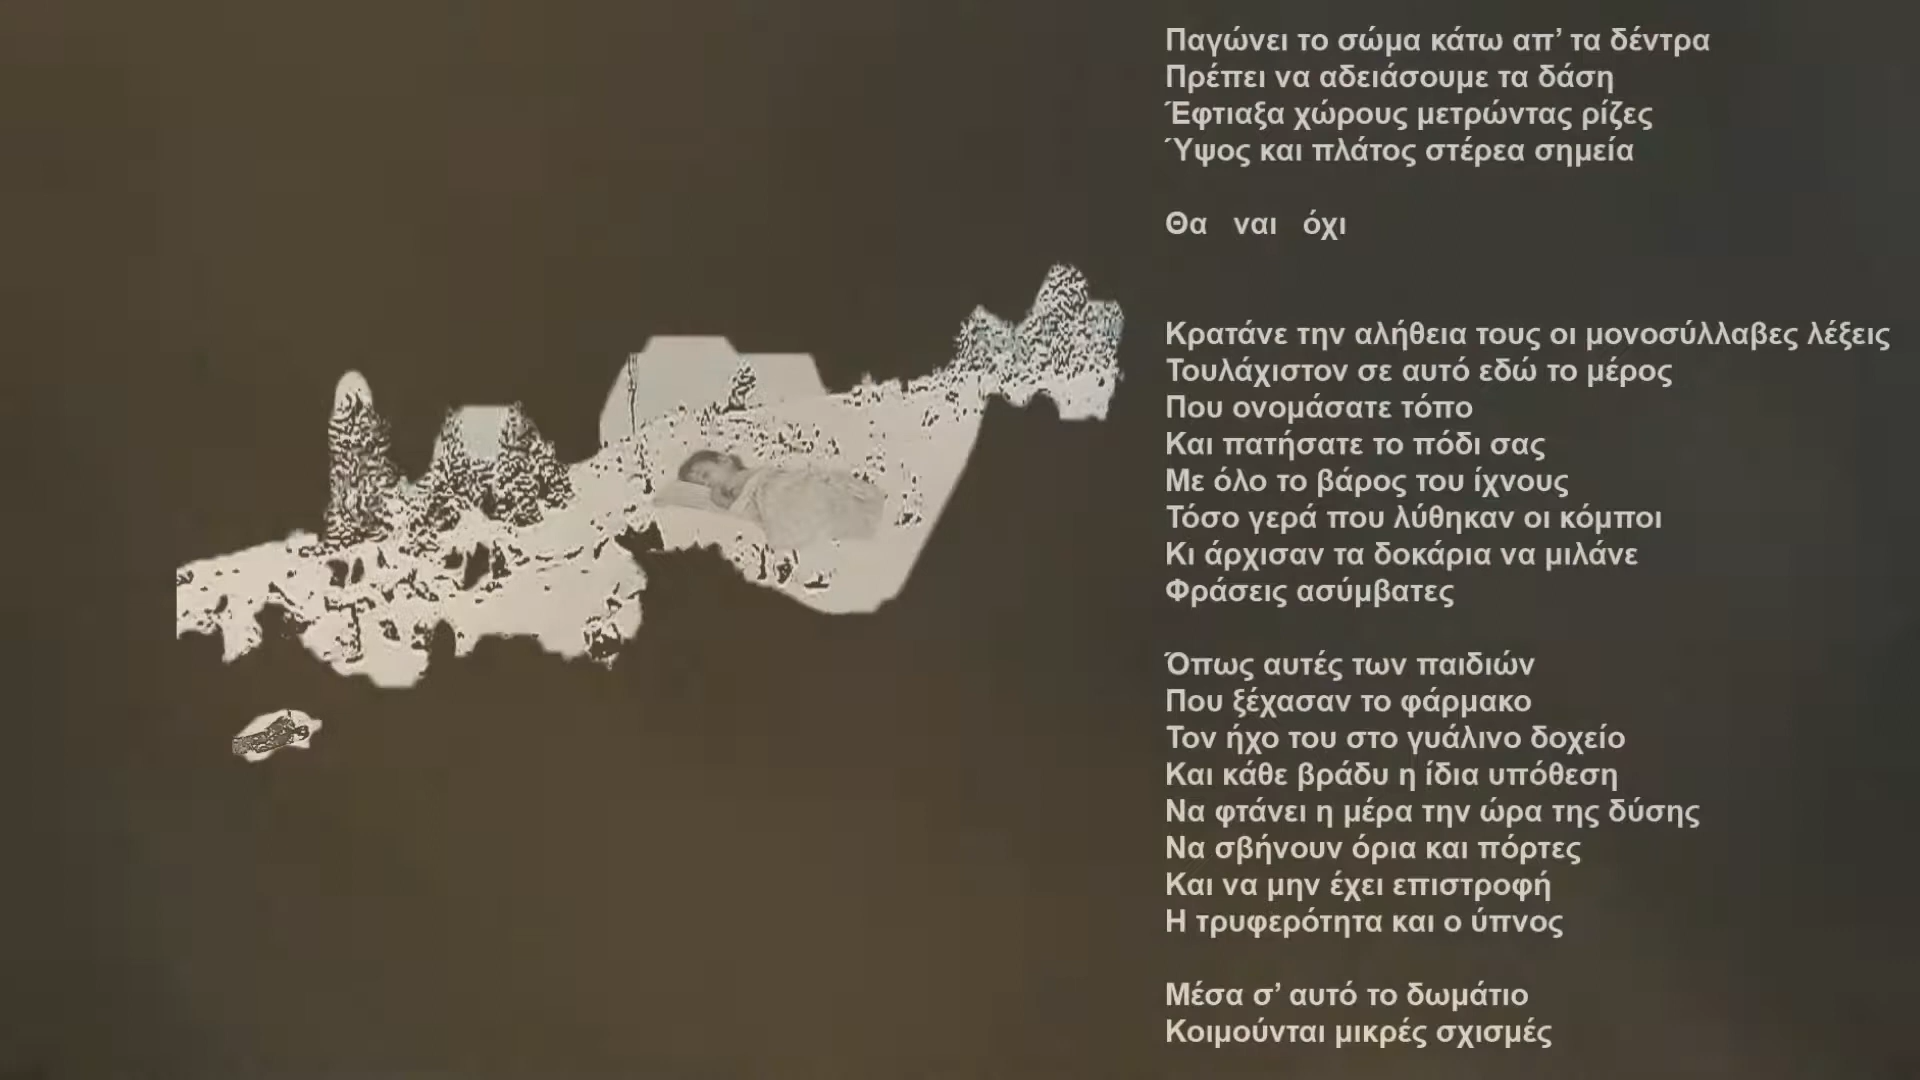 Παγώνει το σώμα κάτω απ’ τα δέντρα
Πρέπει να αδειάσουμε τα δάση
Έφτιαξα χώρους μετρώντας ρίζες
Ύψος και πλάτος στέρεα σημεία
Θα ναι όχι
Κρατάνε την αλήθεια τους οι μονοσύλλαβες λέξεις
Τουλάχιστον σε αυτό εδώ το μέρος
Που ονομάσατε τόπο
Και πατήσατε το πόδι σας
Με όλο το βάρος του ίχνους
Τόσο γερά που λύθηκαν οι κόμποι
Κι άρχισαν τα δοκάρια να μιλάνε
Φράσεις ασύμβατες
Όπως αυτές των παιδιών
Που ξέχασαν το φάρμακο
Τον ήχο του στο γυάλινο δοχείο
Και κάθε βράδυ η ίδια υπόθεση
Να φτάνει η μέρα την ώρα της δύσης
Να σβήνουν όρια και πόρτες
Και να μην έχει επιστροφή
Η τρυφερότητα και ο ύπνος
Μέσα σ’ αυτό το δωμάτιο
Κοιμούνται μικρές σχισμές